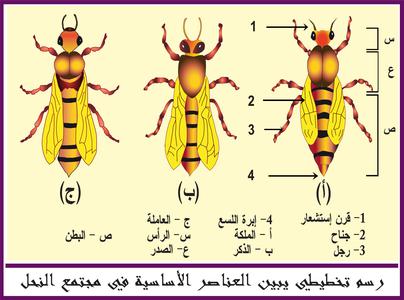 1
س
ع
2
3
ص
4
(ج) (ب) (أ)
1- قرن إستشعار 4- إبرة اللسع ج - العاملة
2- جناح أ - الملكة س - الرأس ص - البطن
3- رجل ب - الذكر ع - الصدر
رسم تخطيطي يبين العناصر الأساسية في مجتمع النحل